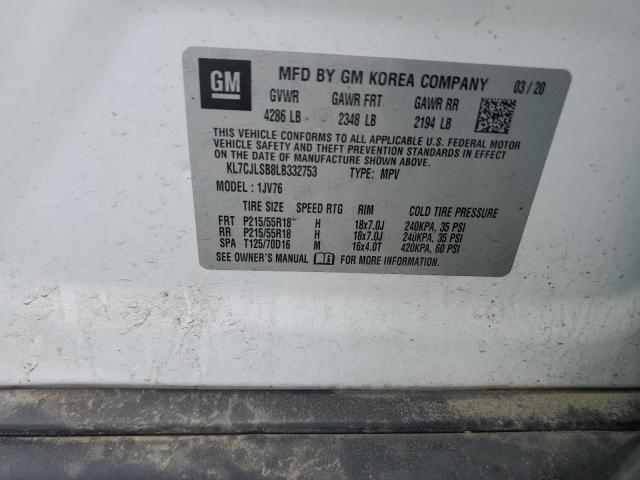 GM
MFD BY GM KOREA COMPANY 03/20
GVWR GAWR FRT GAWR RR
4286 LB 2348 LB 2194 LB
THIS VEHICLE CONFORMS TO ALL APPLICABLE U.S. FEDERAL MOTOR
VEHICLE SAFETY AND THEFT PREVENTION STANDARDS IN EFFECT
ON THE DATE OF MANUFACTURE SHOWN ABOVE.
KL7CJLSB8LB332753 TYPE: MPV
MODEL: 1JV76
TIRE SIZE SPEED RTG RIM COLD TIRE PRESSURE
FRT P215/55R18 H 18x7.0J 240KPA, 35 PSI
RR P215/55R18 H 18x7.0J 240KPA, 35 PSI
SPA T125/70D16 M 16x4.0T 420KPA, 60 PSI
SEE OWNER'S MANUAL FOR MORE INFORMATION.